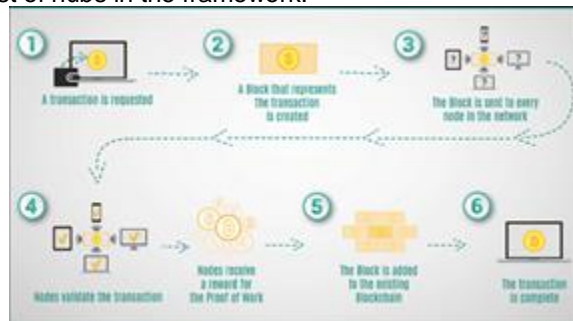 st of nubs in the framework.
1
2
3
A transaction is requested
A Block that represents
the transaction
is created
The Block is sent to every
node in the network
4
5
6
Nodes validate the transaction
Nodes receive
a reward for
the Proof of Work
The Block is added
to the existing
Blockchain
The transaction
is complete